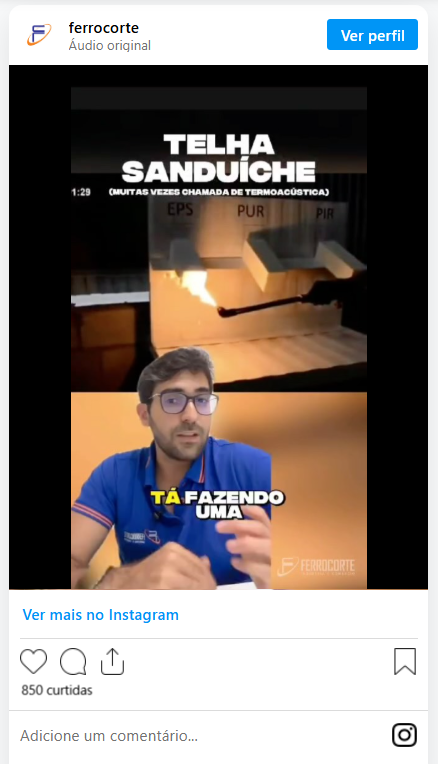 ferrocorte
Áudio original
Ver perfil
TELHA
SANDUÍCHE
(MUITAS VEZES CHAMADA DE TERMOACÚSTICA)
1:29
EPS
PUR
PIR
TÁ FAZENDO
UMA
FERROCORTE
Ver mais no Instagram
850 curtidas
Adicione um comentário...